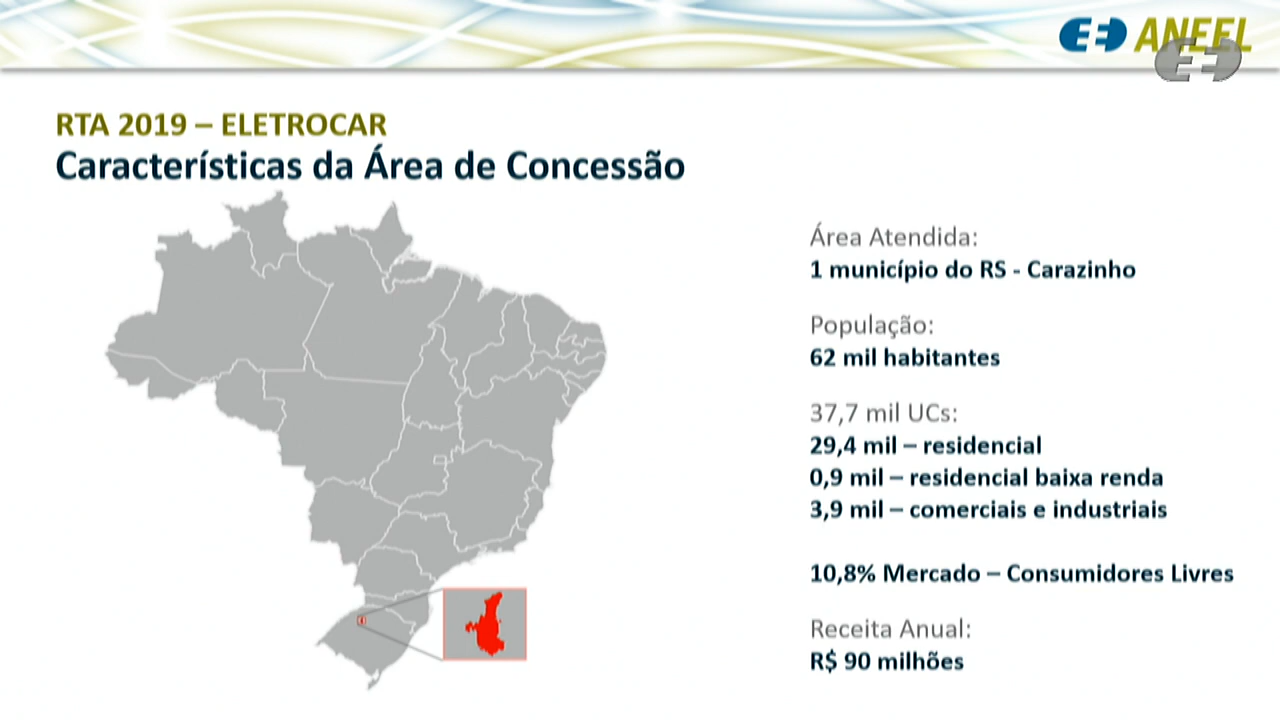 ANEEL
RTA 2019 – ELETROCAR
Características da Área de Concessão
Área Atendida:
1 município do RS - Carazinho
População:
62 mil habitantes
37,7 mil UCs:
29,4 mil – residencial
0,9 mil – residencial baixa renda
3,9 mil – comerciais e industriais
10,8% Mercado – Consumidores Livres
Receita Anual:
R$ 90 milhões